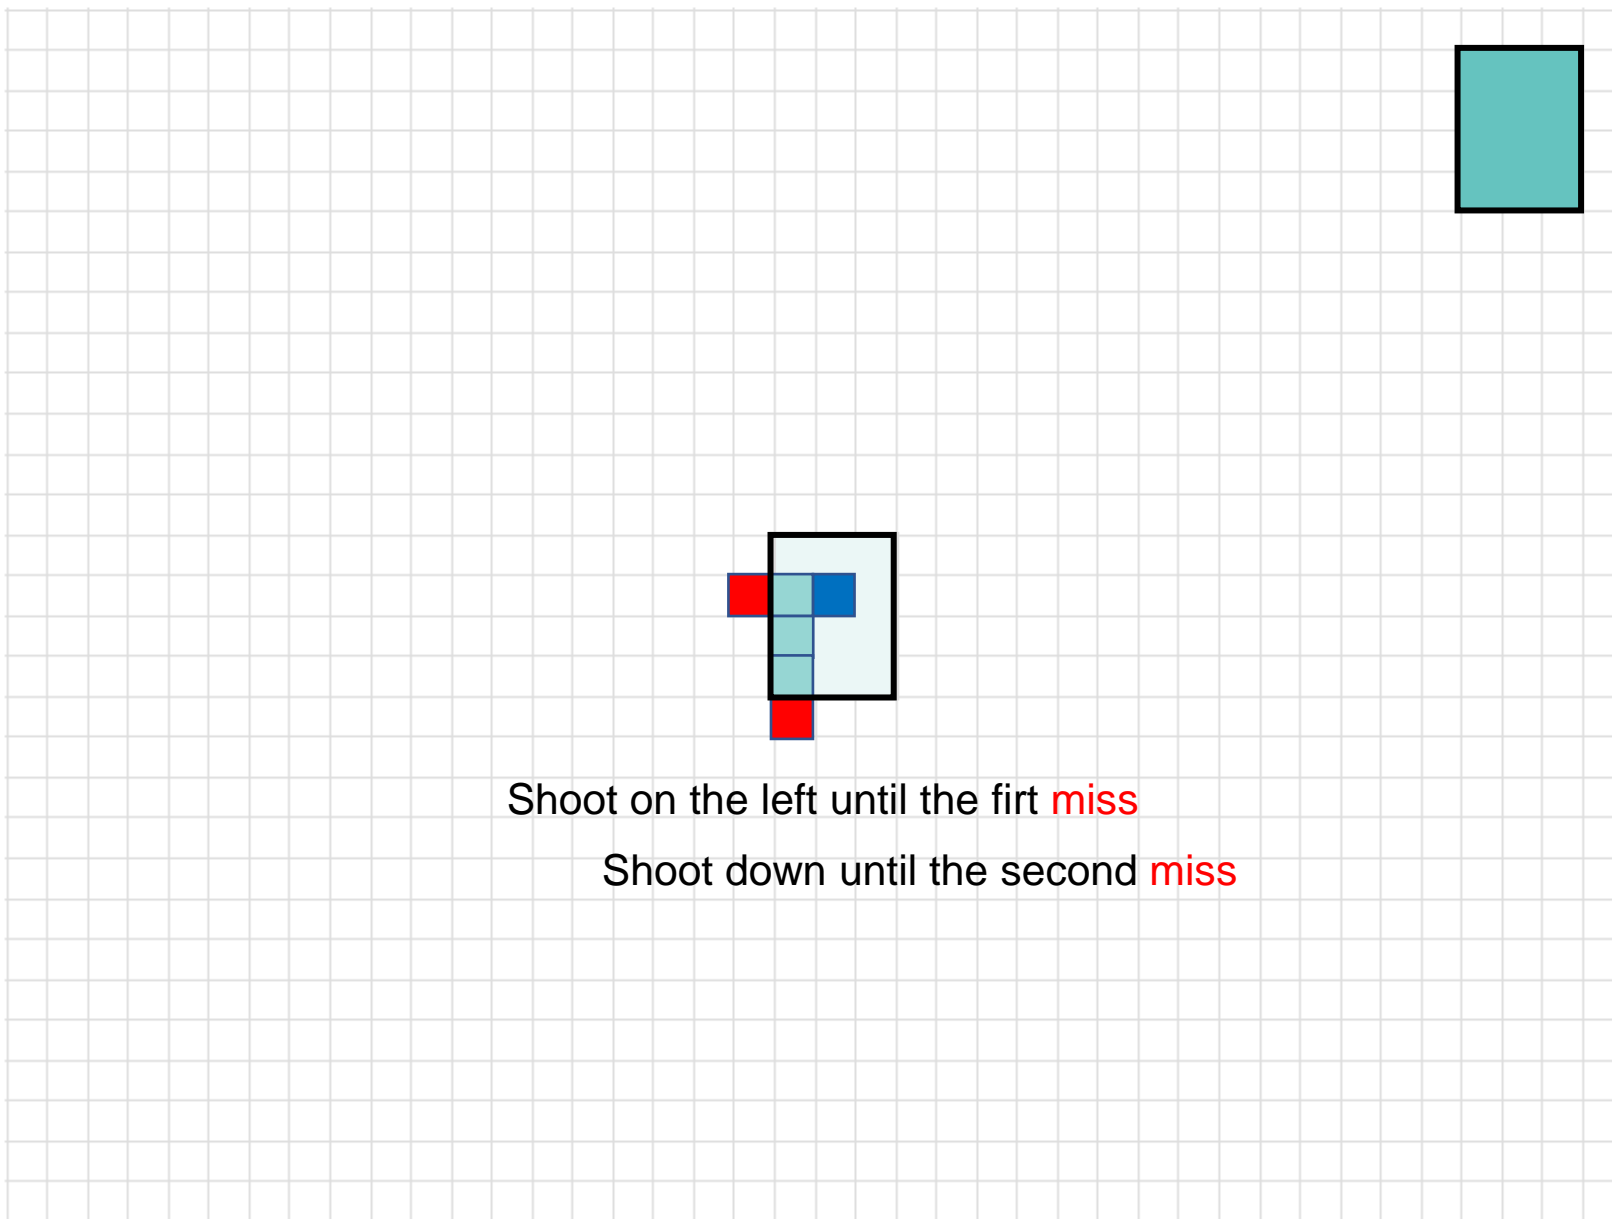 Shoot on the left until the firt miss
Shoot down until the second miss